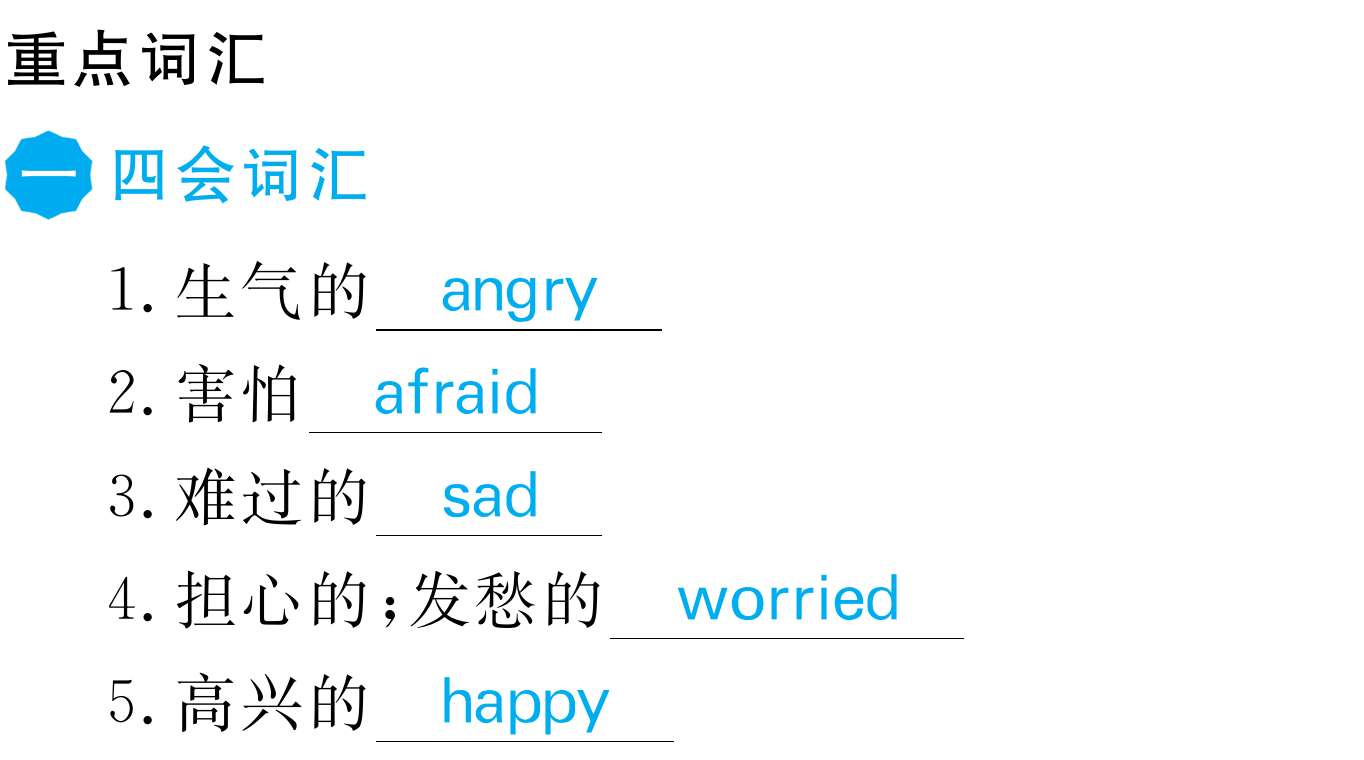 重点词汇
一 四会词汇
1. 生气的 angry
2. 害怕 afraid
3. 难过的 sad
4. 担心的;发愁的 worried
5. 高兴的 happy